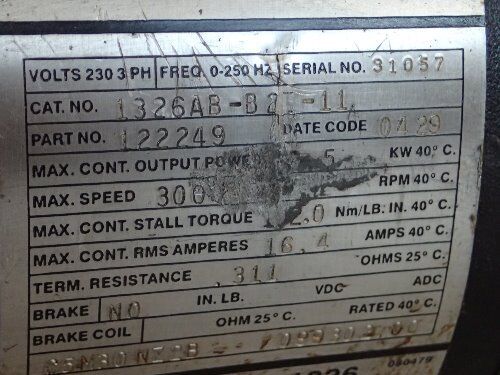 VOLTS 230 3 PH FREQ. 0-250 HZ SERIAL NO. 31057
CAT. NO.
PART NO. 122249 DATE CODE 0429
MAX. CONT. OUTPUT 5 KW 40° C.
MAX. SPEED RPM 40° C.
MAX. CONT. STALL TORQUE Nm/LB. IN. 40° C.
MAX. CONT. RMS AMPERES 16.4 AMPS 40° C.
TERM. RESISTANCE .311 OHMS 25° C.
BRAKE NO IN. LB. VDC ADC
BRAKE COIL OHM 25° C. RATED 40° C.
080479